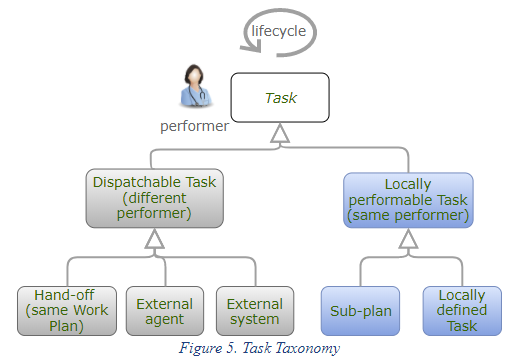 lifecycle
Task
performer
Dispatchable Task
(different
performer)
Locally
performable Task
(same performer)
Hand-off
(same Work
Plan)
External
agent
External
system
Sub-plan
Locally
defined
Task
Figure 5. Task Taxonomy